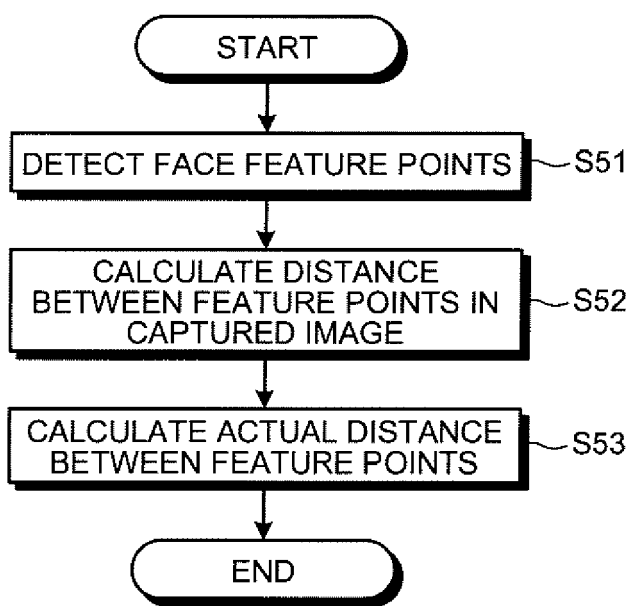 START
DETECT FACE FEATURE POINTS
S51
CALCULATE DISTANCE
BETWEEN FEATURE POINTS IN
CAPTURED IMAGE
S52
CALCULATE ACTUAL DISTANCE
BETWEEN FEATURE POINTS
S53
END